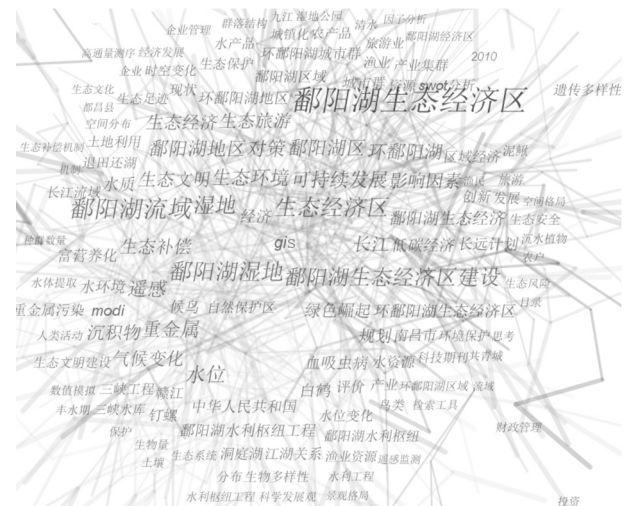 九江 湿地公园
企业管理 群落结构 清水 因子分析
城镇化 农产品
水产品 旅游业 鄱阳湖经济区
高通量测序 经济发展 环鄱阳湖城市群 2010
生态保护 渔业 产业集群
企业 时空变化 鄱阳湖区域 城市群 资源 swot分析
生态文化 现状 遗传多样性
生态足迹 环鄱阳湖地区 鄱阳湖生态经济区
都昌县
空间分布 生态经济 生态旅游
生态补偿机制 土地利用 鄱阳湖地区 对策 鄱阳湖区 环鄱阳湖 区域经济 泥鳅
机制 退田还湖
水质 生态文明 生态环境 可持续发展 影响因素 渔民 旅游
长江流域 创新 发展 空间格局
鄱阳湖流域 湿地 经济 生态经济区 鄱阳湖生态经济 生态安全
种群数量 沉水植物
富营养化 生态补偿 gis 长江 低碳经济 长远计划 农户
鄱阳湖湿地 鄱阳湖生态经济区建设
水体提取 水环境 遥感 生态风险
目录
重金属污染 modi 候鸟 自然保护区 绿色崛起 环鄱阳湖生态经济区
人类活动 沉积物 重金属 规划 南昌市 环境保护 思考
生态文明建设 气候变化 血吸虫病 水资源 科技期刊 共青城
水位
数值模拟 三峡工程 赣江 白鹤 评价 产业 环鄱阳湖区域 流域
丰水期 三峡水库 钉螺 中华人民共和国 鸟类 检索工具
水位变化
保护 鄱阳湖水利枢纽工程 鄱阳湖水利枢纽 财政管理
生物量
土壤 生态系统 洞庭湖 江湖关系 渔业资源 遥感监测
分布 生物多样性 水利工程
水利枢纽工程 科学发展观 景观格局
投资